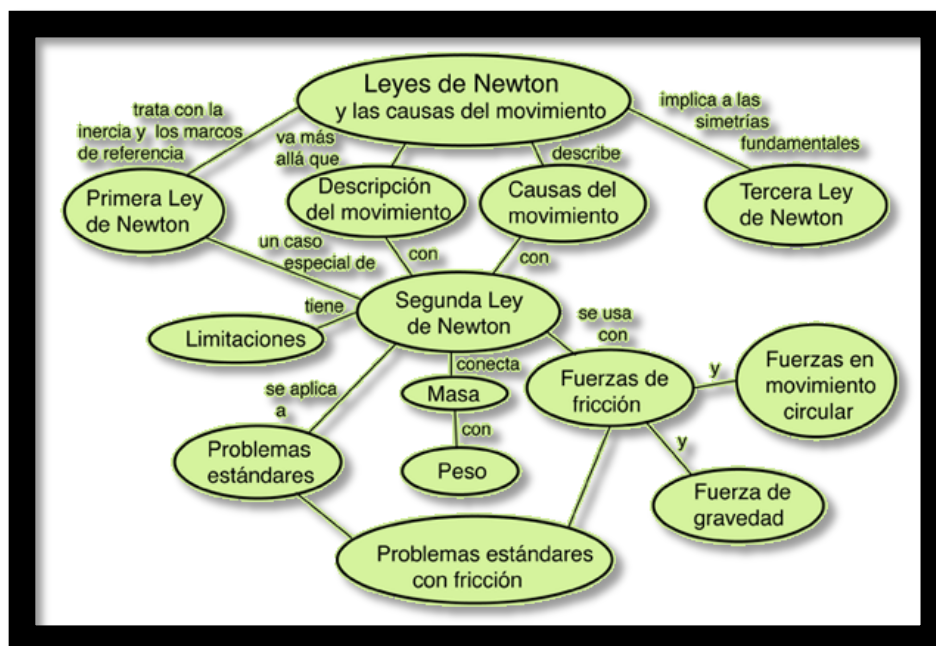 Leyes de Newton
y las causas del movimiento
trata con la
inercia y los marcos
de referencia
va más
allá que
describe
implica a las
simetrías
fundamentales
Primera Ley
de Newton
Descripción
del movimiento
Causas del
movimiento
Tercera Ley
de Newton
un caso
especial de
con
con
Segunda Ley
de Newton
tiene
Limitaciones
se usa
con
conecta
Fuerzas de
fricción
y
Fuerzas en
movimiento
circular
se aplica
a
Masa
con
y
Problemas
estándares
Peso
Fuerza de
gravedad
Problemas estándares
con fricción